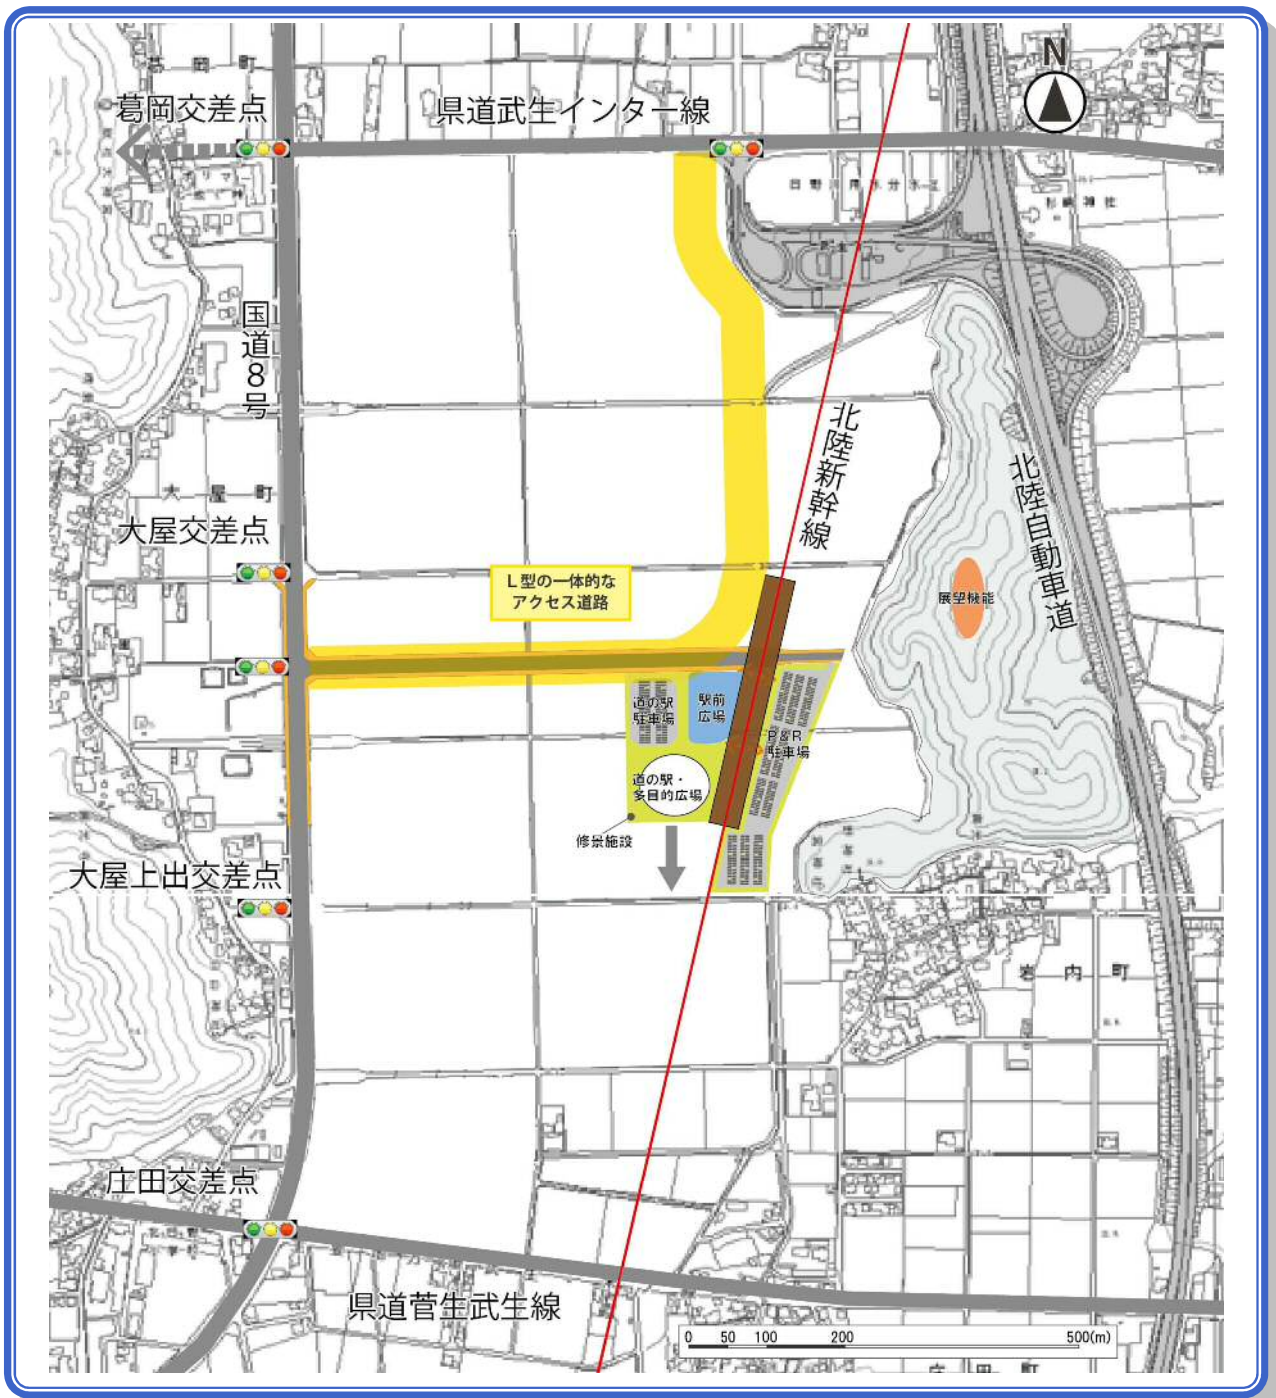 N
葛岡交差点
県道武生インター線
国道8号
北陸新幹線
北陸自動車道
大屋町
大屋交差点
L型の一体的な
アクセス道路
展望機能
道の駅
駐車場
駅前
広場
P&R
駐車場
道の駅・
多目的広場
修景施設
大屋上出交差点
岩内町
庄田交差点
県道菅生武生線
0 50 100 200 500(m)
庄田町